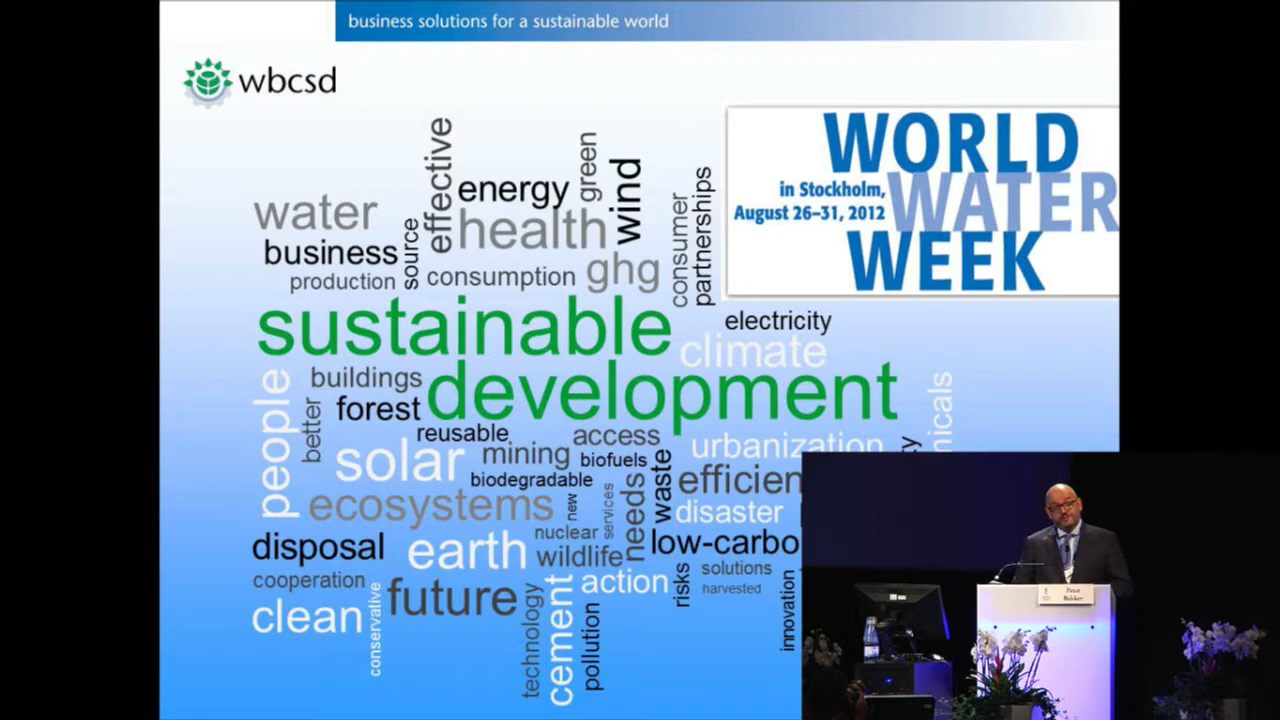 business solutions for a sustainable world
wbcsd
WORLD
in Stockholm,
WATER
August 26–31, 2012
WEEK
effective
energy
green
wind
water
source
health
consumer
partnerships
business
production
consumption
ghg
sustainable
electricity
climate
people
buildings
development
better
forest
reusable
access
urbanization
solar
mining
biofuels
waste
biodegradable
efficien
ecosystems
new
services
needs
disaster
disposal
earth
nuclear
wildlife
low-carbo
cooperation
future
action
risks
solutions
harvested
clean
conservative
technology
cement
pollution
innovation
Peter
Bakker